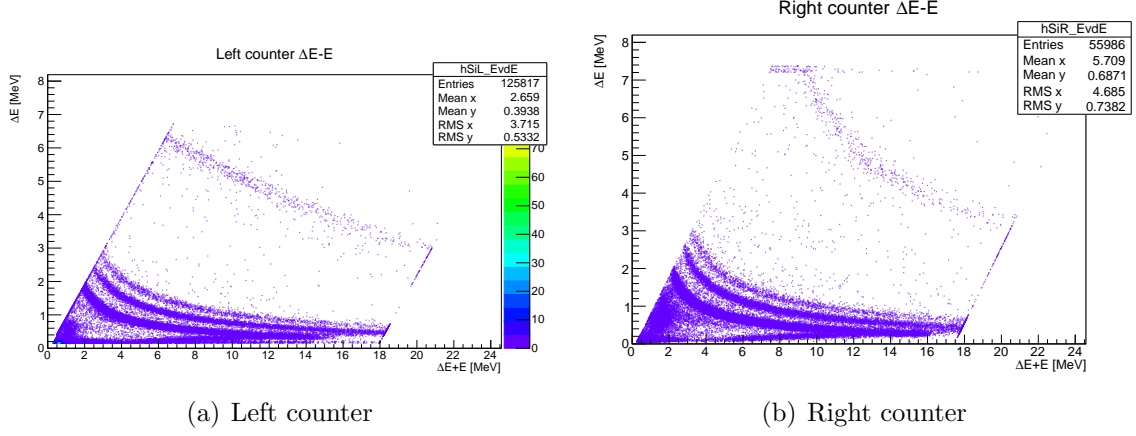 Left counter ΔE-E
hSiL_EvdE
Entries 125817
Mean x 2.659
Mean y 0.3938
RMS x 3.715
RMS y 0.5332
ΔE [MeV]
8
7
6
5
4
3
2
1
0
0 2 4 6 8 10 12 14 16 18 20 22 24
ΔE+E [MeV]
70
60
50
40
30
20
10
0
(a) Left counter
Right counter ΔE-E
hSiR_EvdE
Entries 55986
Mean x 5.709
Mean y 0.6871
RMS x 4.685
RMS y 0.7382
ΔE [MeV]
8
7
6
5
4
3
2
1
0
0 2 4 6 8 10 12 14 16 18 20 22 24
ΔE+E [MeV]
(b) Right counter